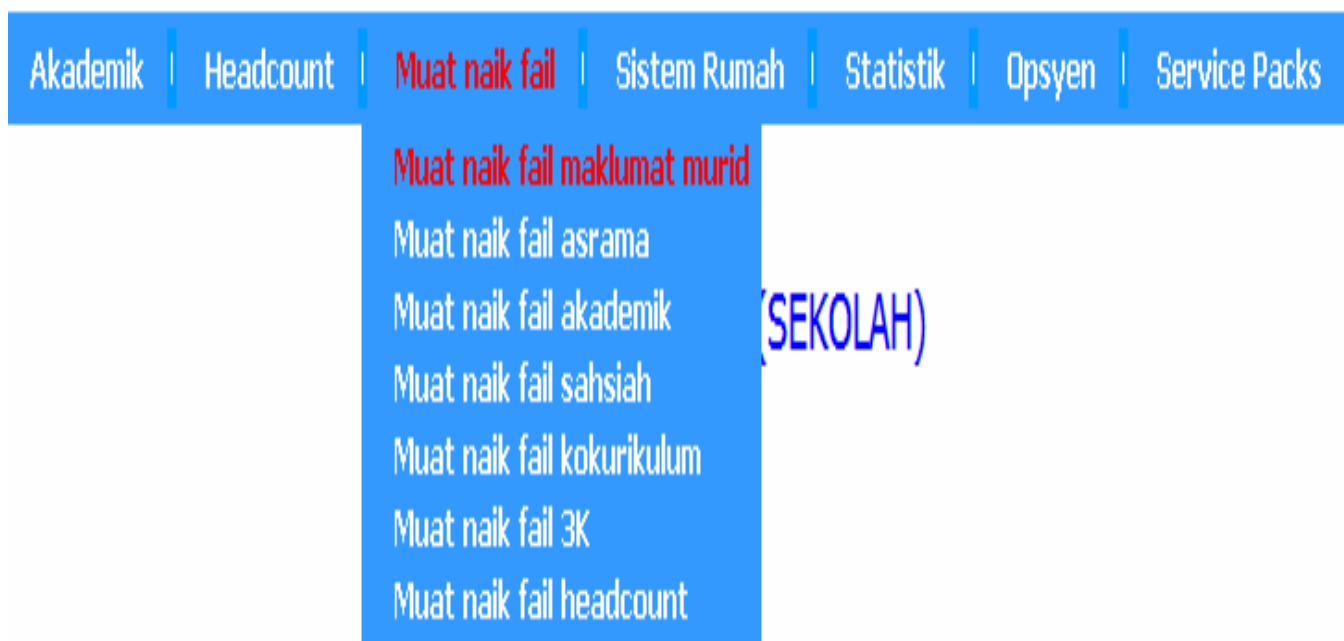 Akademik Headcount Muat naik fail Sistem Rumah Statistik Opsyen Service Packs
Muat naik fail maklumat murid
Muat naik fail asrama
Muat naik fail akademik
(SEKOLAH)
Muat naik fail sahsiah
Muat naik fail kokurikulum
Muat naik fail 3K
Muat naik fail headcount